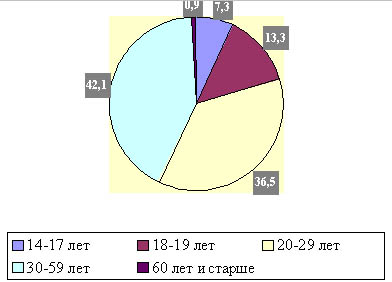 0,9 7,3
13,3
42,1
36,5
14-17 лет 18-19 лет 20-29 лет
30-59 лет 60 лет и старше